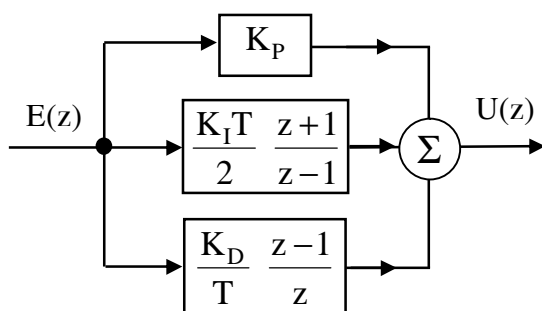 K_P
E(z)
U(z)
K_I T / 2 z+1 / z−1
Σ
K_D / T z−1 / z